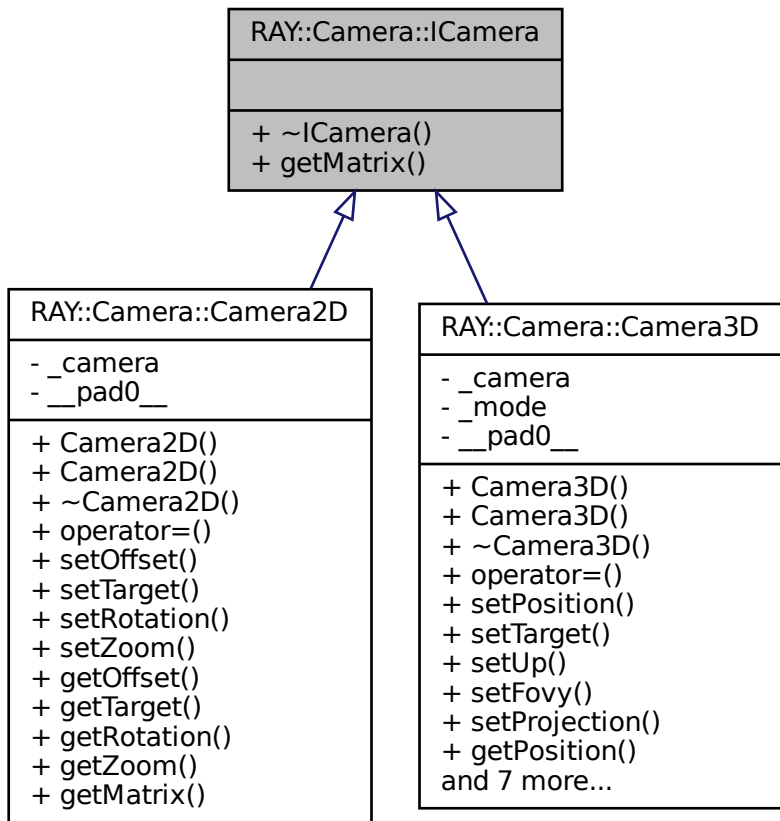 RAY::Camera::ICamera
+ ~ICamera()
+ getMatrix()
RAY::Camera::Camera2D
- _camera
- __pad0__
+ Camera2D()
+ Camera2D()
+ ~Camera2D()
+ operator=()
+ setOffset()
+ setTarget()
+ setRotation()
+ setZoom()
+ getOffset()
+ getTarget()
+ getRotation()
+ getZoom()
+ getMatrix()
RAY::Camera::Camera3D
- _camera
- _mode
- __pad0__
+ Camera3D()
+ Camera3D()
+ ~Camera3D()
+ operator=()
+ setPosition()
+ setTarget()
+ setUp()
+ setFovy()
+ setProjection()
+ getPosition()
and 7 more...